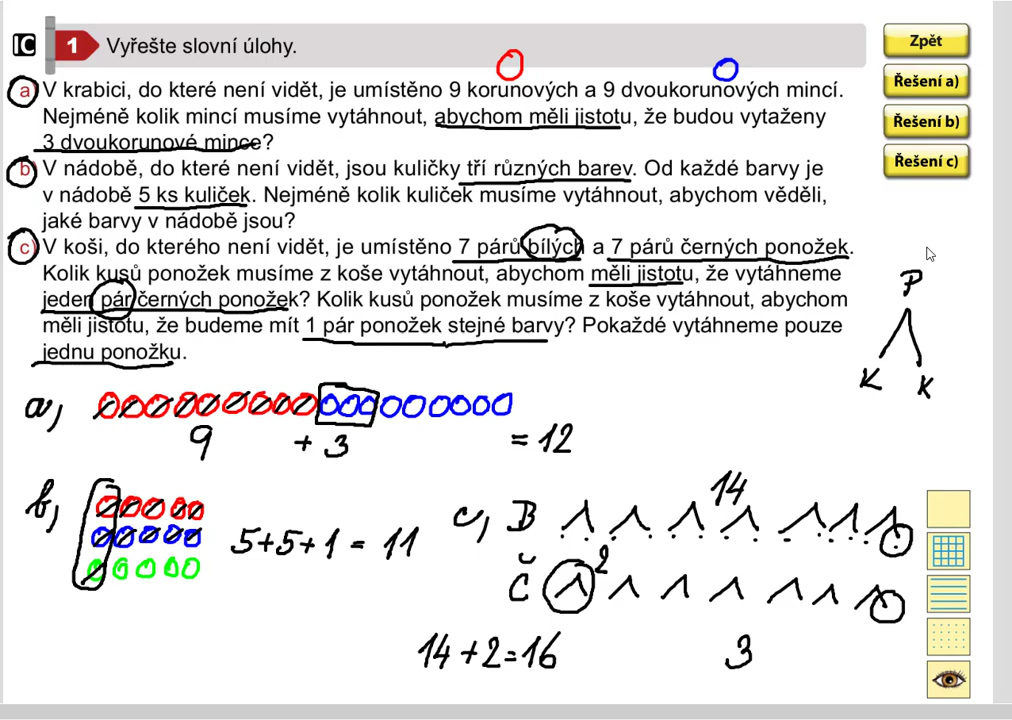 IC 1 Vyřešte slovní úlohy.
Zpět
Řešení a)
Řešení b)
Řešení c)
a) V krabici, do které není vidět, je umístěno 9 korunových a 9 dvoukorunových mincí.
Nejméně kolik mincí musíme vytáhnout, abychom měli jistotu, že budou vytaženy
3 dvoukorunové mince?
b) V nádobě, do které není vidět, jsou kuličky tří různých barev. Od každé barvy je
v nádobě 5 ks kuliček. Nejméně kolik kuliček musíme vytáhnout, abychom věděli,
jaké barvy v nádobě jsou?
c) V koši, do kterého není vidět, je umístěno 7 párů bílých a 7 párů černých ponožek.
Kolik kusů ponožek musíme z koše vytáhnout, abychom měli jistotu, že vytáhneme
jeden pár černých ponožek? Kolik kusů ponožek musíme z koše vytáhnout, abychom
měli jistotu, že budeme mít 1 pár ponožek stejné barvy? Pokaždé vytáhneme pouze
jednu ponožku.
P
K K
a)
9 + 3 = 12
b) 5+5+1 = 11
c) B 14
Č 2
14+2=16 3